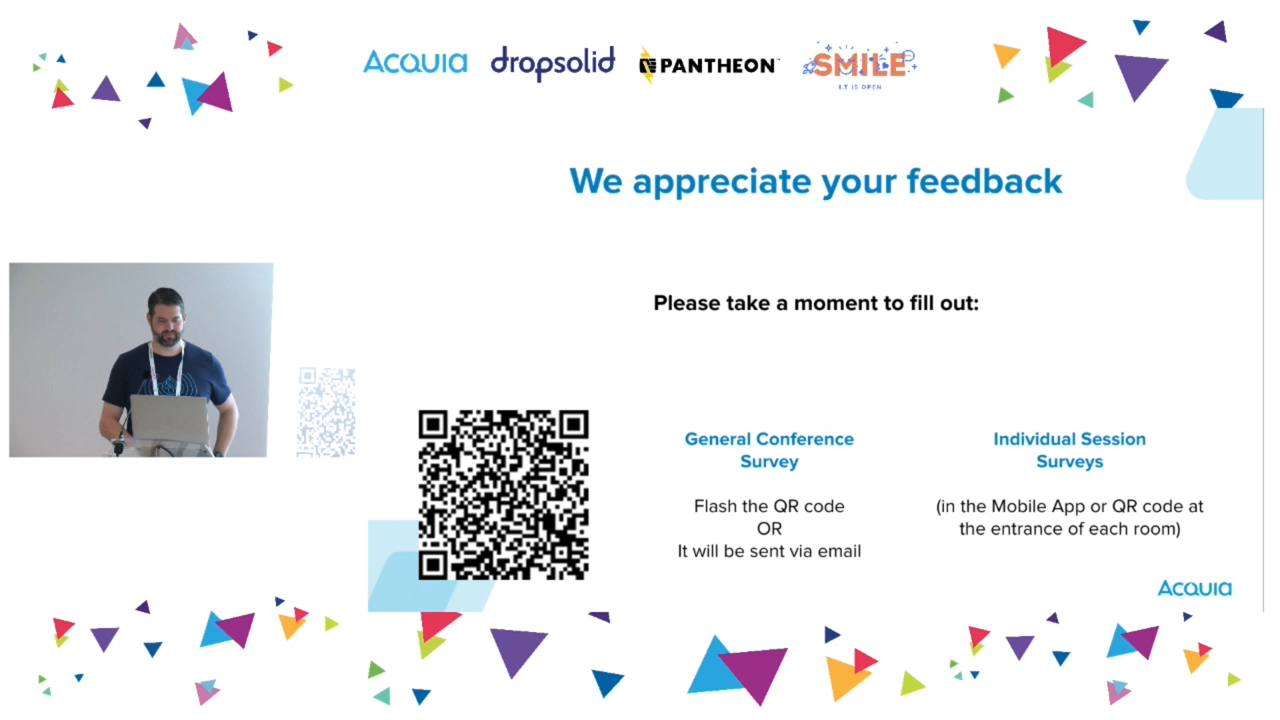 Acquia
dropsolid
PANTHEON
SMILE
I.T IS OPEN
We appreciate your feedback
Please take a moment to fill out:
General Conference
Survey
Flash the QR code
OR
It will be sent via email
Individual Session
Surveys
(in the Mobile App or QR code at
the entrance of each room)
Acquia